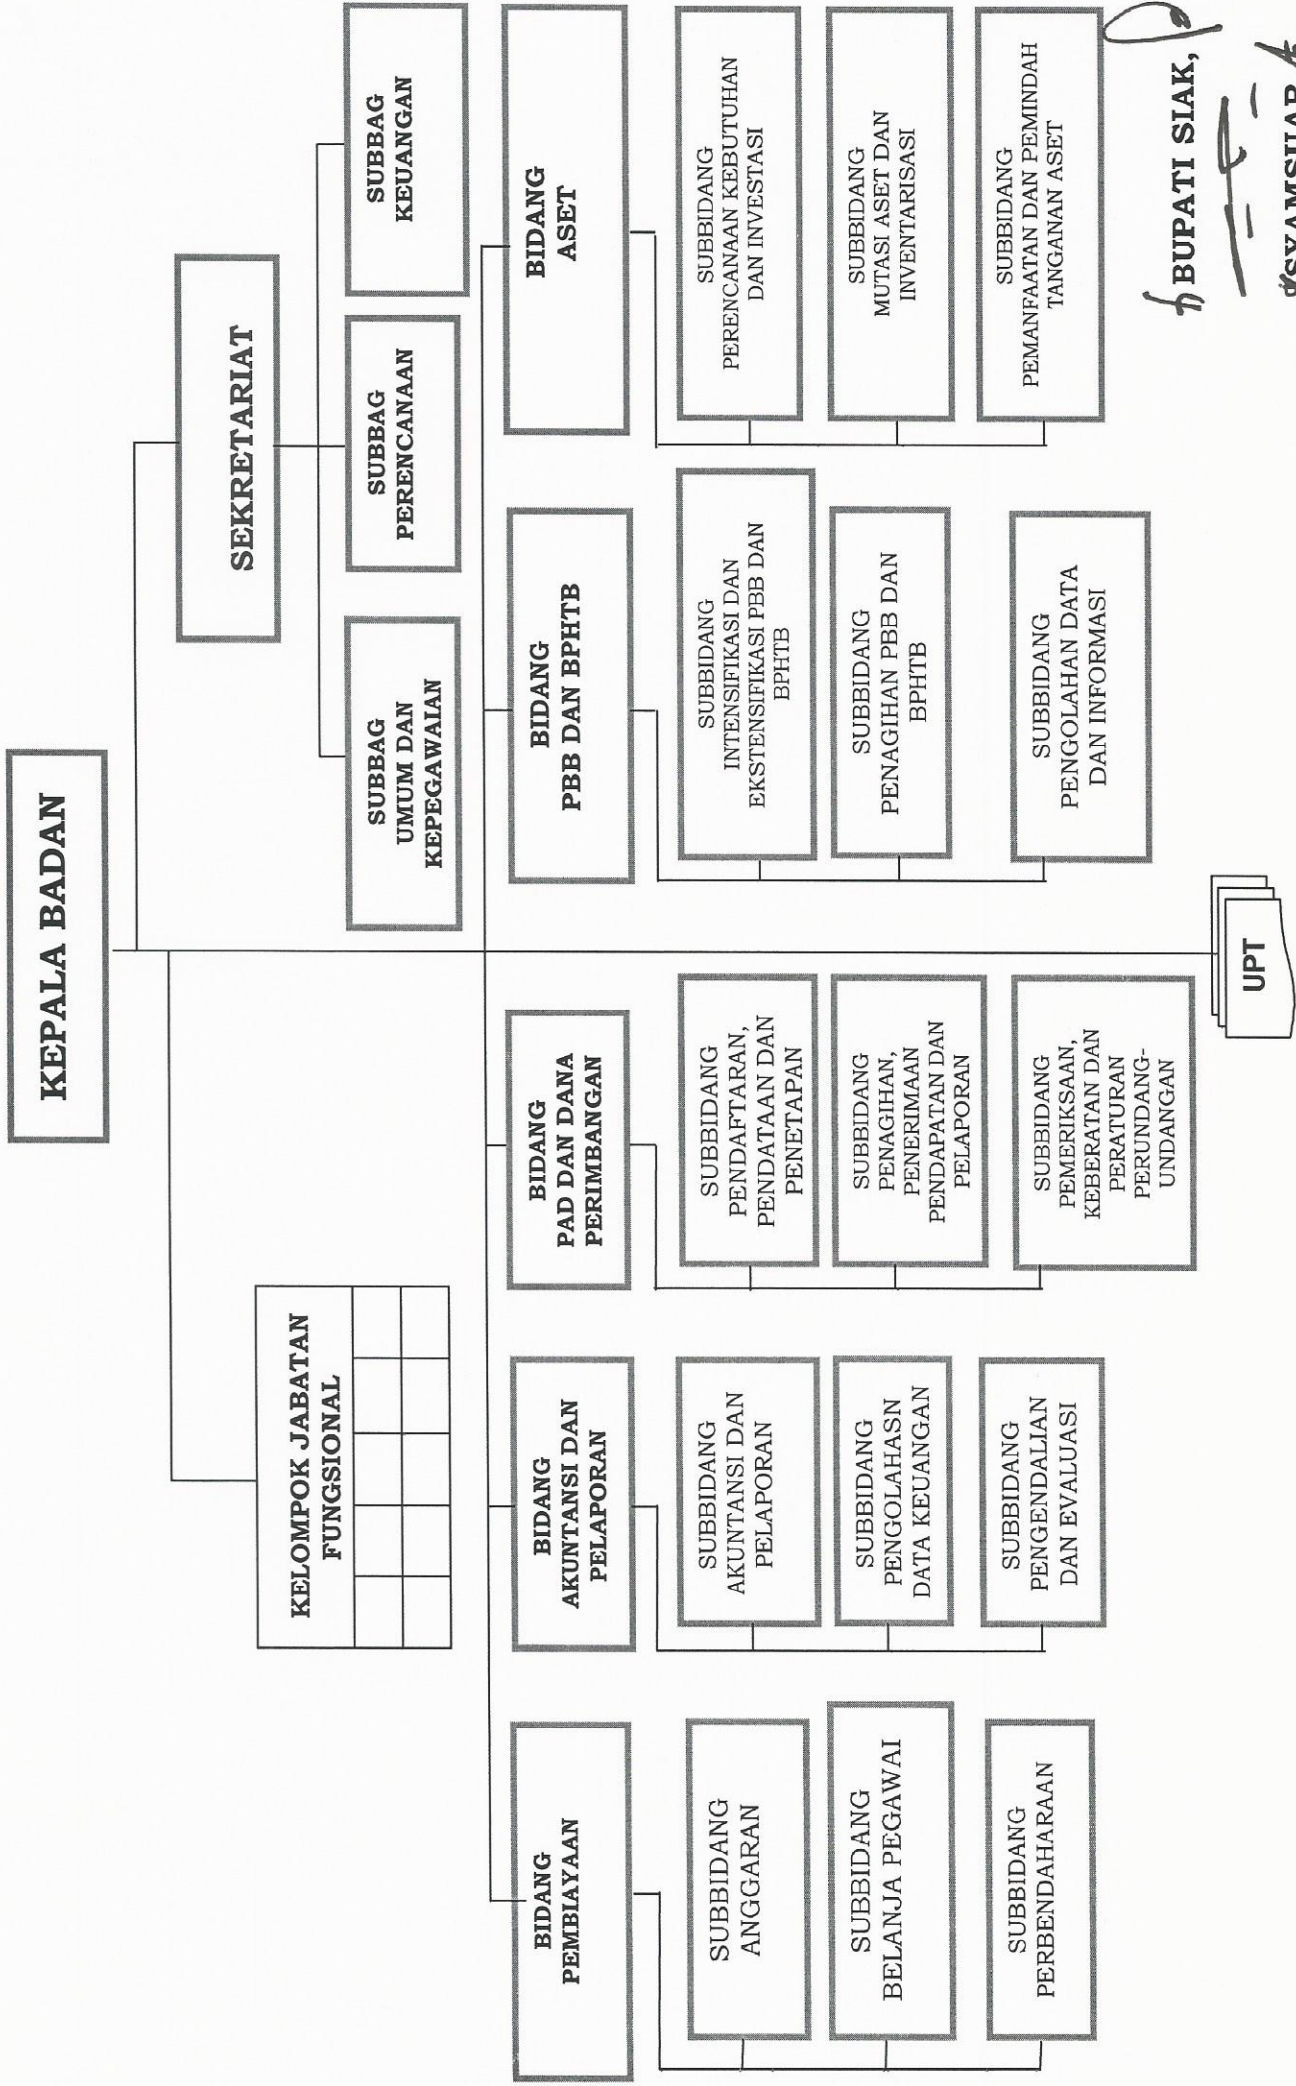 KEPALA BADAN
SEKRETARIAT
KELOMPOK JABATAN
FUNGSIONAL
SUBBAG
UMUM DAN
KEPEGAWAIAN
SUBBAG
PERENCANAAN
SUBBAG
KEUANGAN
BIDANG
PEMBIAYAAN
BIDANG
AKUNTANSI DAN
PELAPORAN
BIDANG
PAD DAN DANA
PERIMBANGAN
BIDANG
PBB DAN BPHTB
BIDANG
ASET
SUBBIDANG
ANGGARAN
SUBBIDANG
BELANJA PEGAWAI
SUBBIDANG
PERBENDAHARAAN
SUBBIDANG
AKUNTANSI DAN
PELAPORAN
SUBBIDANG
PENGOLAHASN
DATA KEUANGAN
SUBBIDANG
PENGENDALIAN
DAN EVALUASI
SUBBIDANG
PENDAFTARAN,
PENDATAAN DAN
PENETAPAN
SUBBIDANG
PENAGIHAN,
PENERIMAAN
PENDAPATAN DAN
PELAPORAN
SUBBIDANG
PEMERIKSAAN,
KEBERATAN DAN
PERATURAN
PERUNDANG-
UNDANGAN
SUBBIDANG
INTENSIFIKASI DAN
EKSTENSIFIKASI PBB DAN
BPHTB
SUBBIDANG
PENAGIHAN PBB DAN
BPHTB
SUBBIDANG
PENGOLAHAN DATA
DAN INFORMASI
SUBBIDANG
PERENCANAAN KEBUTUHAN
DAN INVESTASI
SUBBIDANG
MUTASI ASET DAN
INVENTARISASI
SUBBIDANG
PEMANFAATAN DAN PEMINDAH
TANGANAN ASET
UPT
BUPATI SIAK,
SYAMSUAR